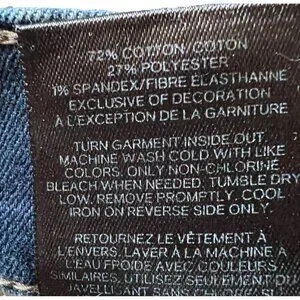 72% COTTON/COTON
27% POLYESTER
1% SPANDEX/FIBRE ÉLASTHANNE
EXCLUSIVE OF DECORATION
À L'EXCEPTION DE LA GARNITURE
TURN GARMENT INSIDE OUT.
MACHINE WASH COLD WITH LIKE
COLORS. ONLY NON-CHLORINE
BLEACH WHEN NEEDED. TUMBLE DRY
LOW. REMOVE PROMPTLY. COOL
IRON ON REVERSE SIDE ONLY.
RETOURNEZ LE VÊTEMENT À
L'ENVERS. LAVER À LA MACHINE À
L'EAU FROIDE AVEC COULEURS
SIMILAIRES. UTILISEZ SEULEMENT DU
JAVELLISANT SANS